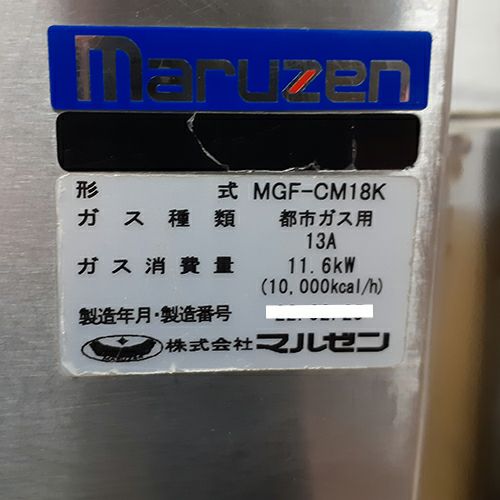 maruzen
形式 MGF-CM18K
ガス種類 都市ガス用
13A
ガス消費量 11.6kW
(10,000kcal/h)
製造年月・製造番号
株式会社 マルゼン